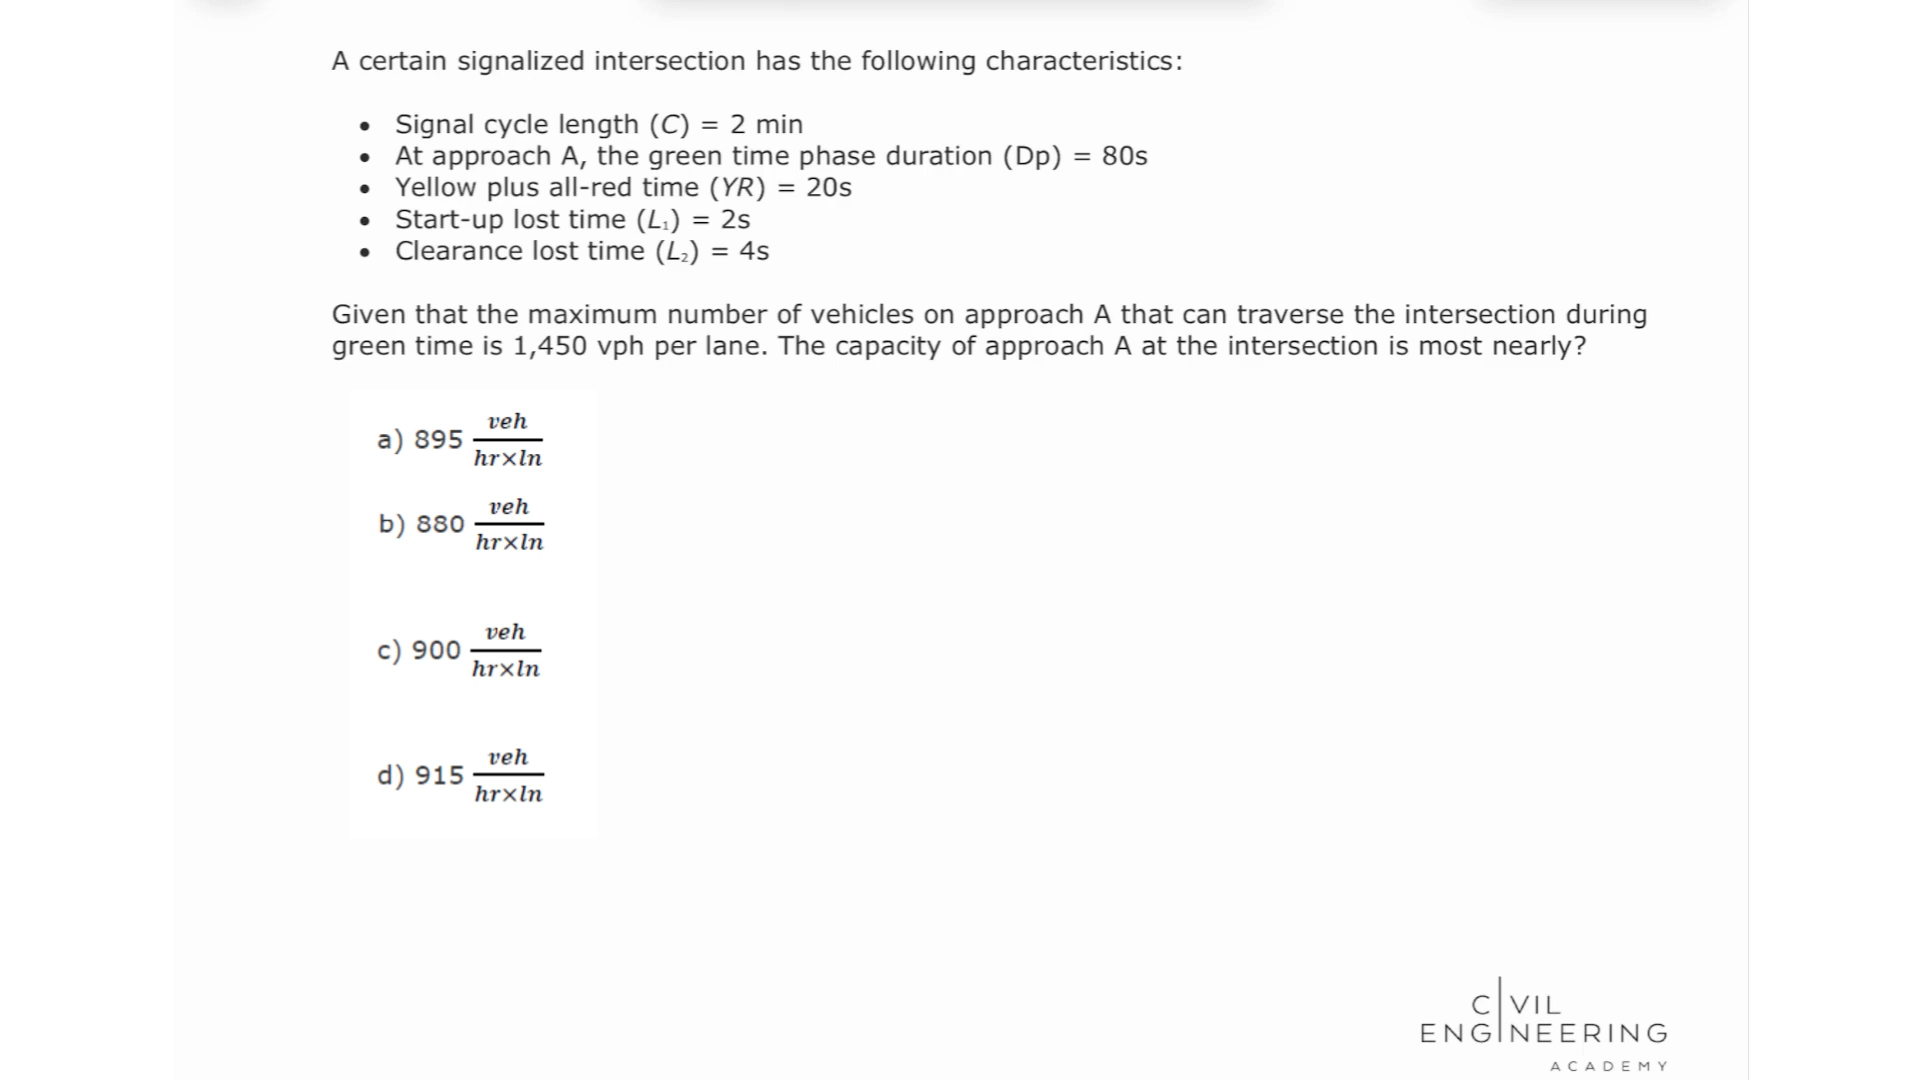 A certain signalized intersection has the following characteristics:
• Signal cycle length (C) = 2 min
• At approach A, the green time phase duration (Dp) = 80s
• Yellow plus all-red time (YR) = 20s
• Start-up lost time (L₁) = 2s
• Clearance lost time (L₂) = 4s
Given that the maximum number of vehicles on approach A that can traverse the intersection during
green time is 1,450 vph per lane. The capacity of approach A at the intersection is most nearly?
a) 895 veh
hr×ln
b) 880 veh
hr×ln
c) 900 veh
hr×ln
d) 915 veh
hr×ln
CIVIL
ENGINEERING
ACADEMY